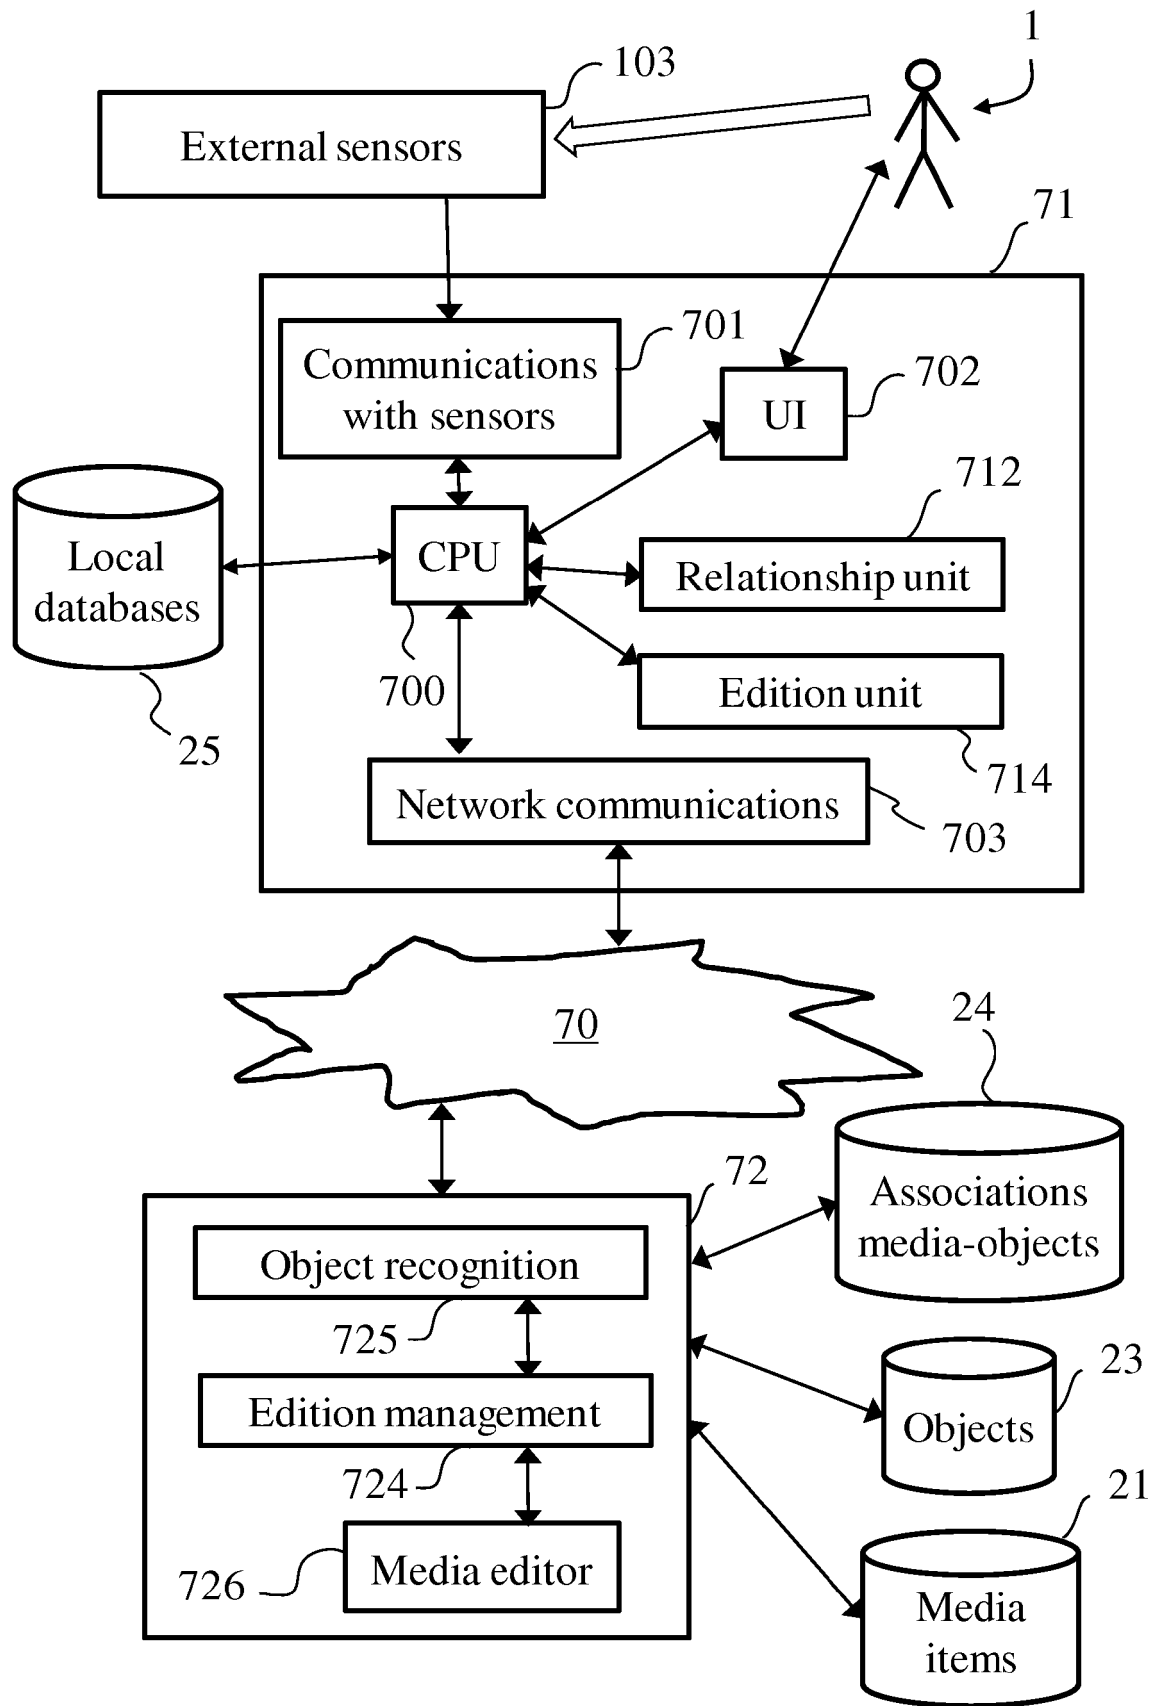 1
103
External sensors
71
701
Communications
with sensors
702
UI
712
Local
databases
CPU
Relationship unit
700
Edition unit
25
714
Network communications
703
70
24
72
Associations
media-objects
Object recognition
725
23
Edition management
Objects
724
21
726
Media editor
Media
items